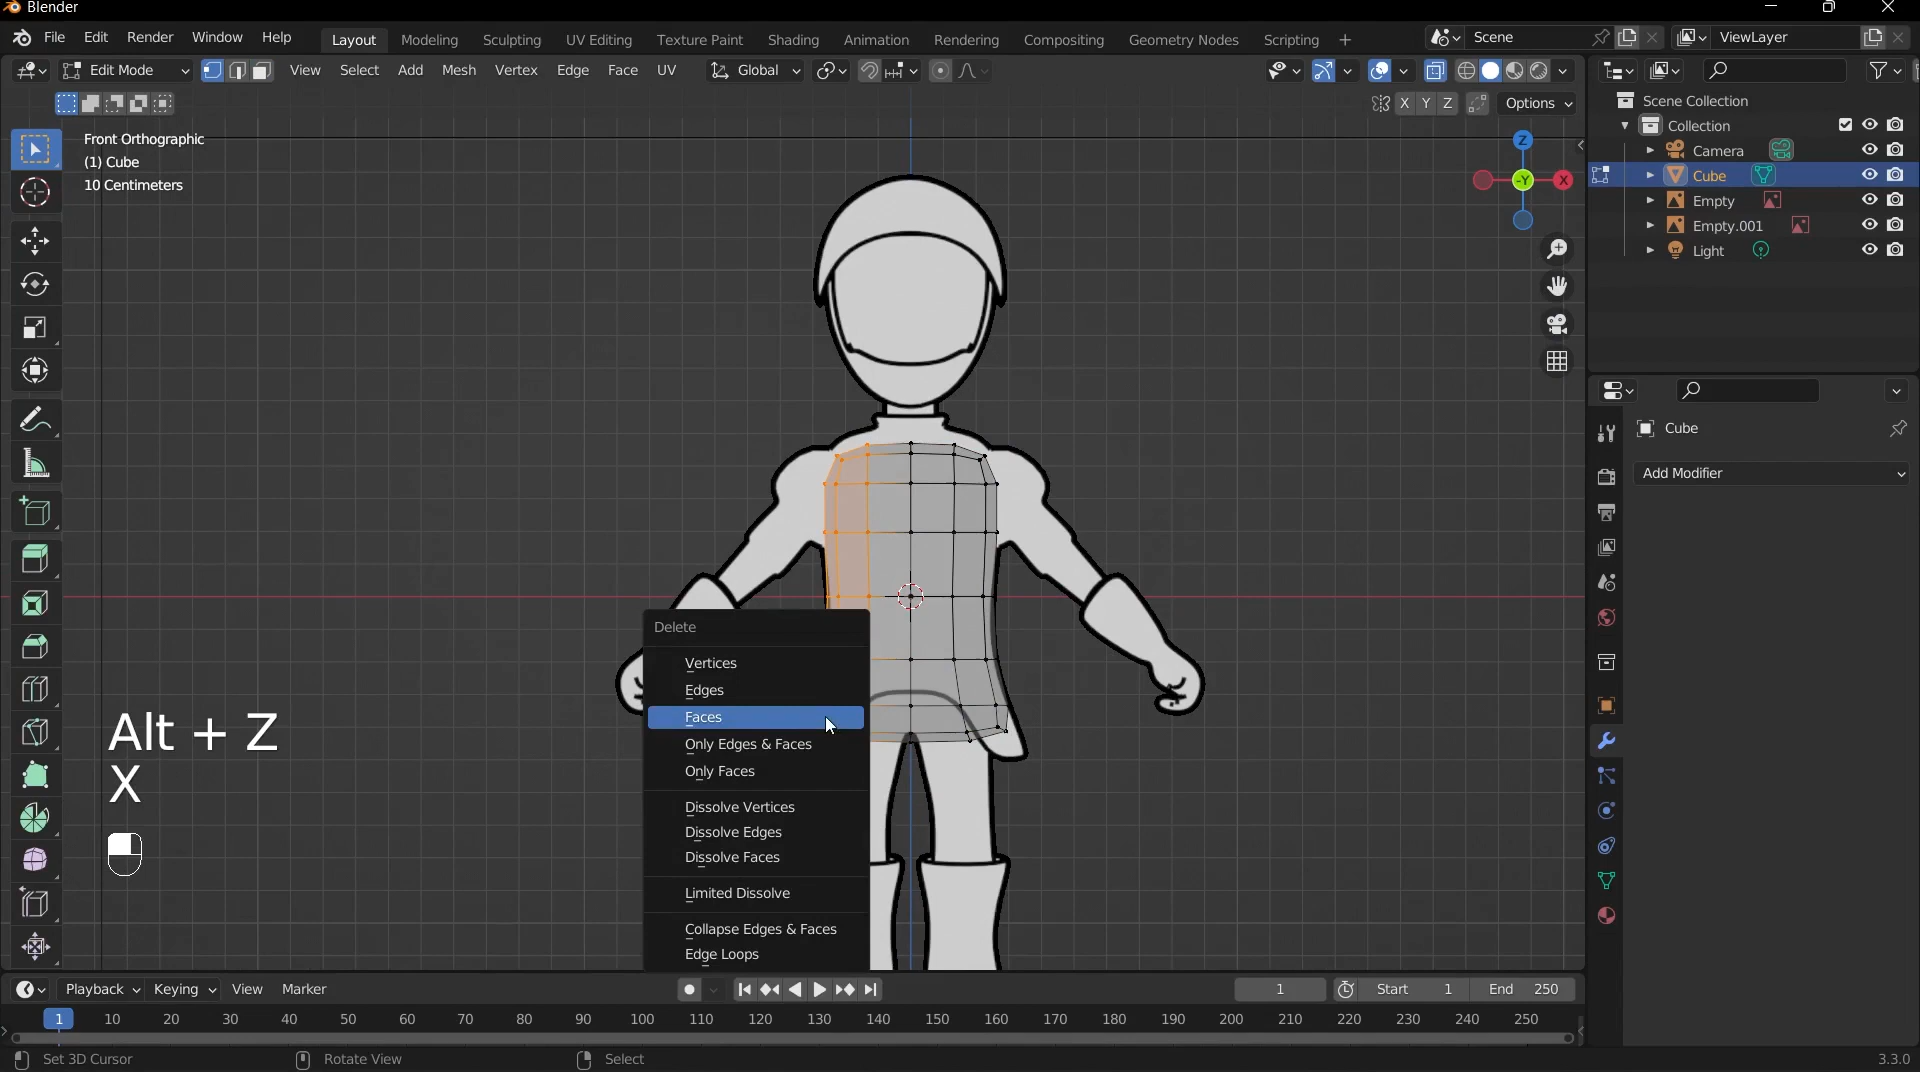 Blender
File Edit Render Window Help Layout Modeling Sculpting UV Editing Texture Paint Shading Animation Rendering Compositing Geometry Nodes Scripting + Scene ViewLayer
Edit Mode View Select Add Mesh Vertex Edge Face UV Global
X Y Z Options
Front Orthographic
(1) Cube
10 Centimeters
Z
-Y X
Scene Collection
Collection
Camera
Cube
Empty
Empty.001
Light
Cube
Add Modifier
Delete
Vertices
Edges
Faces
Only Edges & Faces
Only Faces
Dissolve Vertices
Dissolve Edges
Dissolve Faces
Limited Dissolve
Collapse Edges & Faces
Edge Loops
Alt + Z
X
Playback Keying View Marker 1 Start 1 End 250
1 10 20 30 40 50 60 70 80 90 100 110 120 130 140 150 160 170 180 190 200 210 220 230 240 250
Set 3D Cursor Rotate View Select 3.3.0